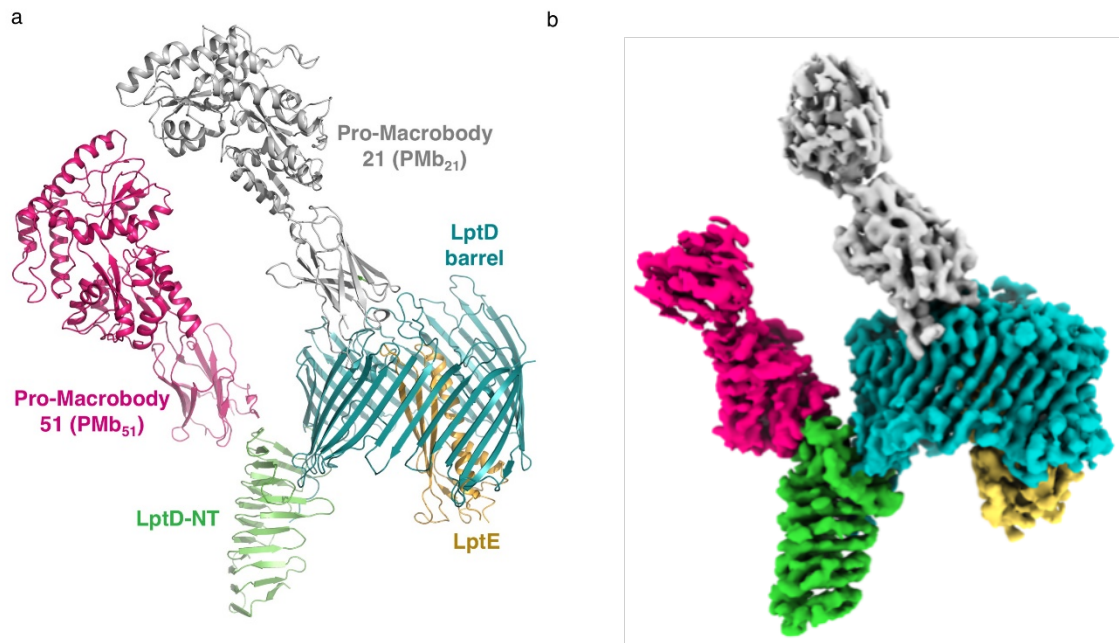 a
b
Pro-Macrobody
21 (PMb21)
LptD
barrel
Pro-Macrobody
51 (PMb51)
LptD-NT
LptE